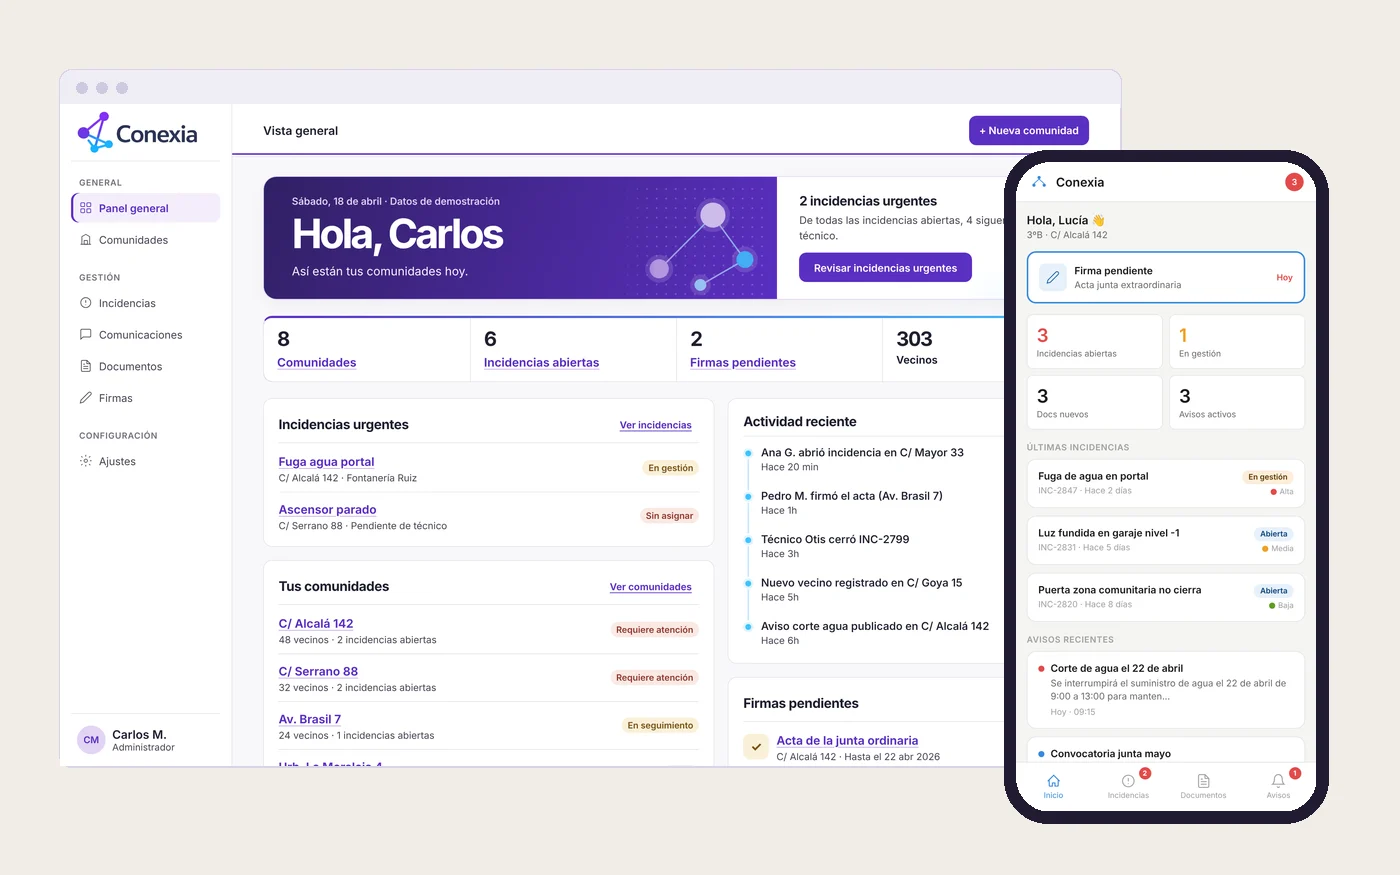 Conexia
GENERAL
Panel general
Comunidades
GESTIÓN
Incidencias
Comunicaciones
Documentos
Firmas
CONFIGURACIÓN
Ajustes
CM
Carlos M.
Administrador
Vista general
+ Nueva comunidad
Sábado, 18 de abril · Datos de demostración
Hola, Carlos
Así están tus comunidades hoy.
2 incidencias urgentes
De todas las incidencias abiertas, 4 siguen
técnico.
Revisar incidencias urgentes
8
Comunidades
6
Incidencias abiertas
2
Firmas pendientes
303
Vecinos
Incidencias urgentes
Ver incidencias
Fuga agua portal
C/ Alcalá 142 · Fontanería Ruiz
En gestión
Ascensor parado
C/ Serrano 88 · Pendiente de técnico
Sin asignar
Tus comunidades
Ver comunidades
C/ Alcalá 142
48 vecinos · 2 incidencias abiertas
Requiere atención
C/ Serrano 88
32 vecinos · 2 incidencias abiertas
Requiere atención
Av. Brasil 7
24 vecinos · 1 incidencias abiertas
En seguimiento
Actividad reciente
Ana G. abrió incidencia en C/ Mayor 33
Hace 20 min
Pedro M. firmó el acta (Av. Brasil 7)
Hace 1h
Técnico Otis cerró INC-2799
Hace 3h
Nuevo vecino registrado en C/ Goya 15
Hace 5h
Aviso corte agua publicado en C/ Alcalá 142
Hace 6h
Firmas pendientes
Acta de la junta ordinaria
C/ Alcalá 142 · Hasta el 22 abr 2026
Conexia
3
Hola, Lucía 👋
3ºB · C/ Alcalá 142
Firma pendiente
Acta junta extraordinaria
Hoy
3
Incidencias abiertas
1
En gestión
3
Docs nuevos
3
Avisos activos
ÚLTIMAS INCIDENCIAS
Fuga de agua en portal
INC-2847 · Hace 2 días
En gestión
Alta
Luz fundida en garaje nivel -1
INC-2831 · Hace 5 días
Abierta
Media
Puerta zona comunitaria no cierra
INC-2820 · Hace 8 días
Abierta
Baja
AVISOS RECIENTES
Corte de agua el 22 de abril
Se interrumpirá el suministro de agua el 22 de abril de
9:00 a 13:00 para manten...
Hoy · 09:15
Convocatoria junta mayo
Inicio
2
Incidencias
Documentos
1
Avisos